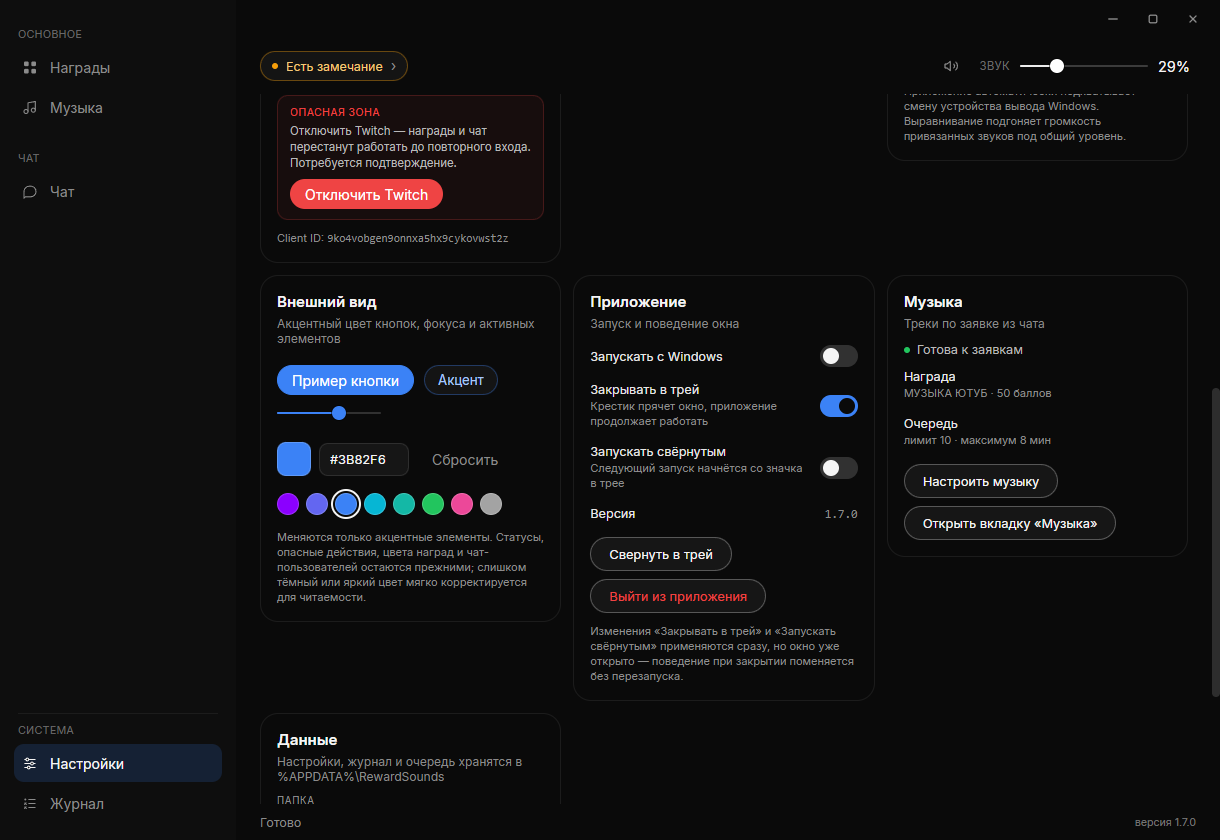 ОСНОВНОЕ
Награды
Музыка
ЧАТ
Чат
СИСТЕМА
Настройки
Журнал
Есть замечание
ЗВУК
29%
ОПАСНАЯ ЗОНА
Отключить Twitch — награды и чат
перестанут работать до повторного входа.
Потребуется подтверждение.
Отключить Twitch
Client ID: 9ko4vobgen9onnxa5hx9cykovwst2z
смену устройства вывода Windows.
Выравнивание подгоняет громкость
привязанных звуков под общий уровень.
Внешний вид
Акцентный цвет кнопок, фокуса и активных
элементов
Пример кнопки
Акцент
#3B82F6
Сбросить
Меняются только акцентные элементы. Статусы,
опасные действия, цвета наград и чат-
пользователей остаются прежними; слишком
тёмный или яркий цвет мягко корректируется
для читаемости.
Приложение
Запуск и поведение окна
Запускать с Windows
Закрывать в трей
Крестик прячет окно, приложение
продолжает работать
Запускать свёрнутым
Следующий запуск начнётся со значка
в трее
Версия
1.7.0
Свернуть в трей
Выйти из приложения
Изменения «Закрывать в трей» и «Запускать
свёрнутым» применяются сразу, но окно уже
открыто — поведение при закрытии поменяется
без перезапуска.
Музыка
Треки по заявке из чата
Готова к заявкам
Награда
МУЗЫКА ЮТУБ · 50 баллов
Очередь
лимит 10 · максимум 8 мин
Настроить музыку
Открыть вкладку «Музыка»
Данные
Настройки, журнал и очередь хранятся в
%APPDATA%\RewardSounds
ПАПКА
Готово
версия 1.7.0